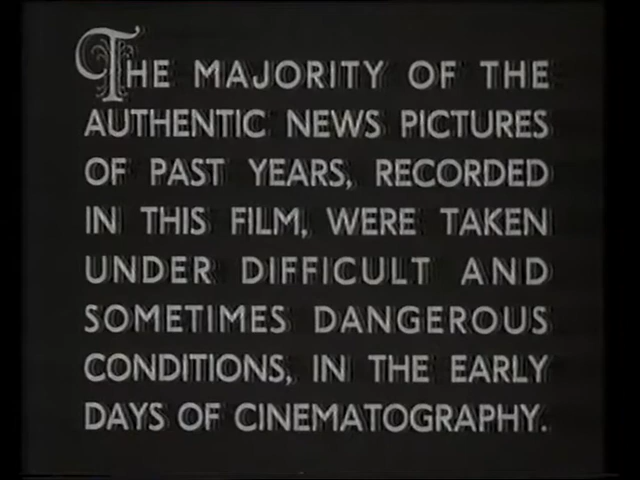 THE MAJORITY OF THE
AUTHENTIC NEWS PICTURES
OF PAST YEARS, RECORDED
IN THIS FILM, WERE TAKEN
UNDER DIFFICULT AND
SOMETIMES DANGEROUS
CONDITIONS, IN THE EARLY
DAYS OF CINEMATOGRAPHY.